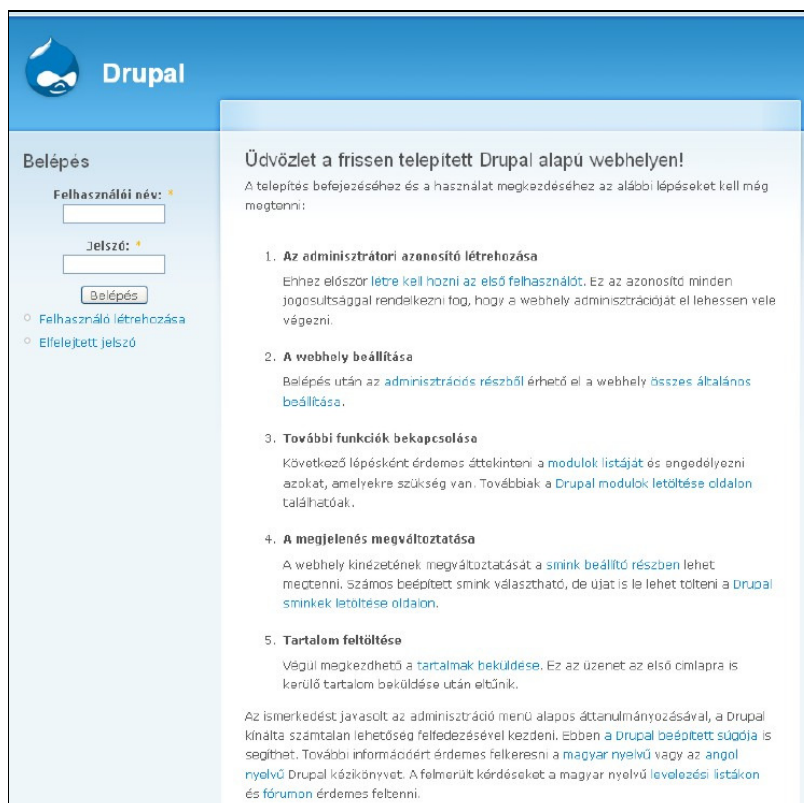 Drupal
Belépés
Felhasználói név: *
Jelszó: *
Belépés
Felhasználó létrehozása
Elfelejtett jelszó
Üdvözlet a frissen telepített Drupal alapú webhelyen!
A telepítés befejezéséhez és a használat megkezdéséhez az alábbi lépéseket kell még
megtenni:
1. Az adminisztrátori azonosító létrehozása
Ehhez először létre kell hozni az első felhasználót. Ez az azonosító minden
jogosultsággal rendelkezni fog, hogy a webhely adminisztrációját el lehessen vele
végezni.
2. A webhely beállítása
Belépés után az adminisztrációs részből érhető el a webhely összes általános
beállítása.
3. További funkciók bekapcsolása
Következő lépésként érdemes áttekinteni a modulok listáját és engedélyezni
azokat, amelyekre szükség van. Továbbiak a Drupal modulok letöltése oldalon
találhatóak.
4. A megjelenés megváltoztatása
A webhely kinézetének megváltoztatását a smink beállító részben lehet
megtenni. Számos beépített smink választható, de újat is le lehet tölteni a Drupal
sminkek letöltése oldalon.
5. Tartalom feltöltése
Végül megkezdhető a tartalmak beküldése. Ez az üzenet az első címlapra is
kerülő tartalom beküldése után eltűnik.
Az ismerkedést javasolt az adminisztráció menü alapos áttanulmányozásával, a Drupal
kínálta számtalan lehetőség felfedezésével kezdeni. Ebben a Drupal beépített súgója is
segíthet. További információért érdemes felkeresni a magyar nyelvű vagy az angol
nyelvű Drupal kézikönyvet. A felmerült kérdéseket a magyar nyelvű levelezési listákon
és fórumon érdemes feltenni.